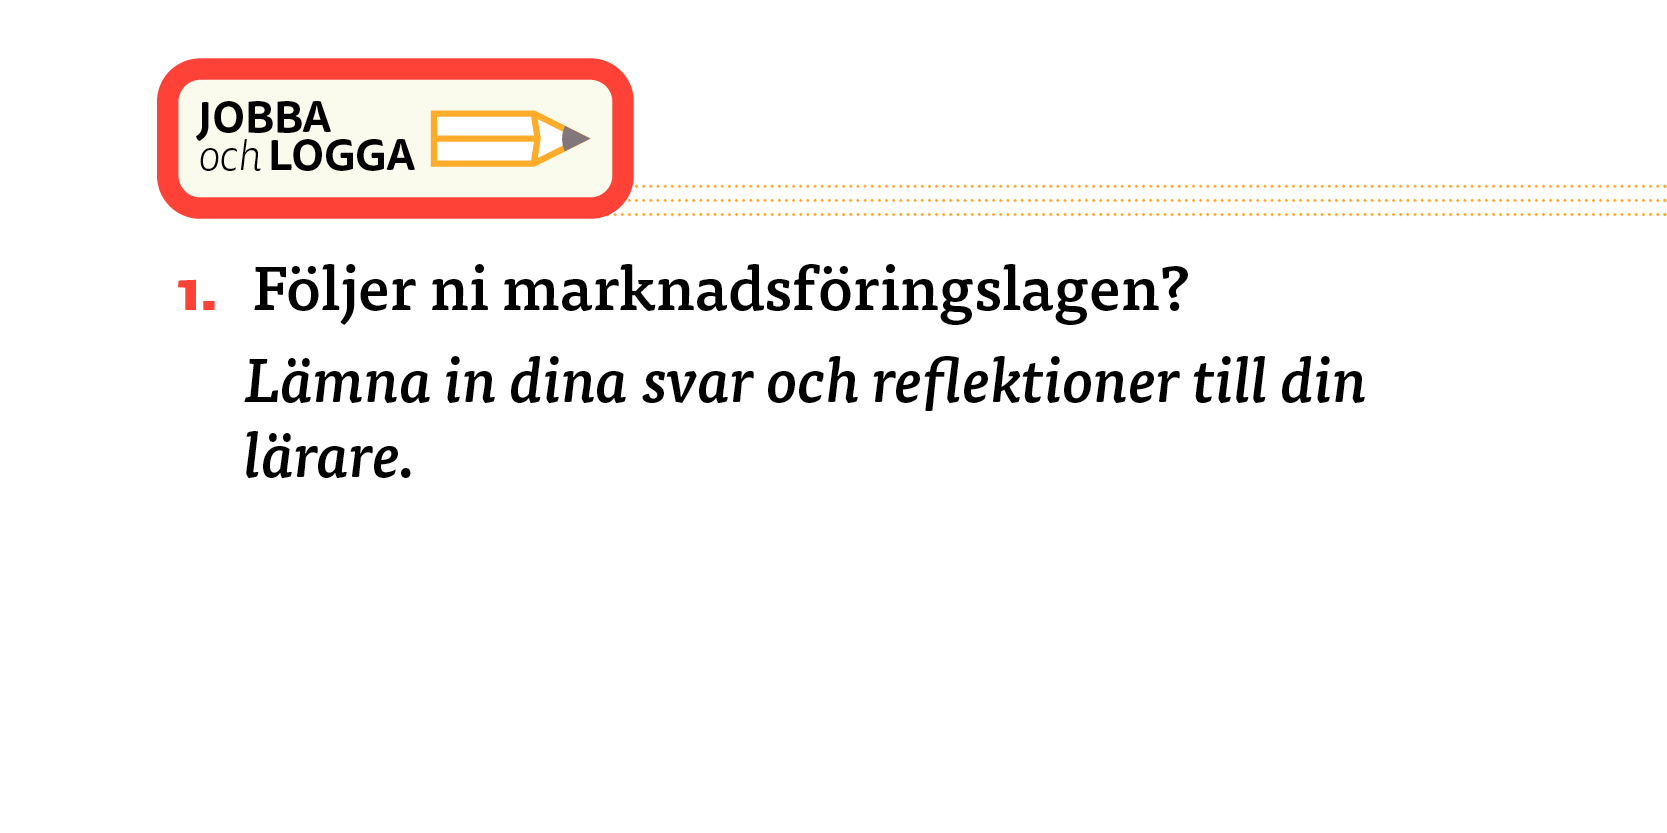 JOBBA
och LOGGA
1. Följer ni marknadsföringslagen?
Lämna in dina svar och reflektioner till din
lärare.